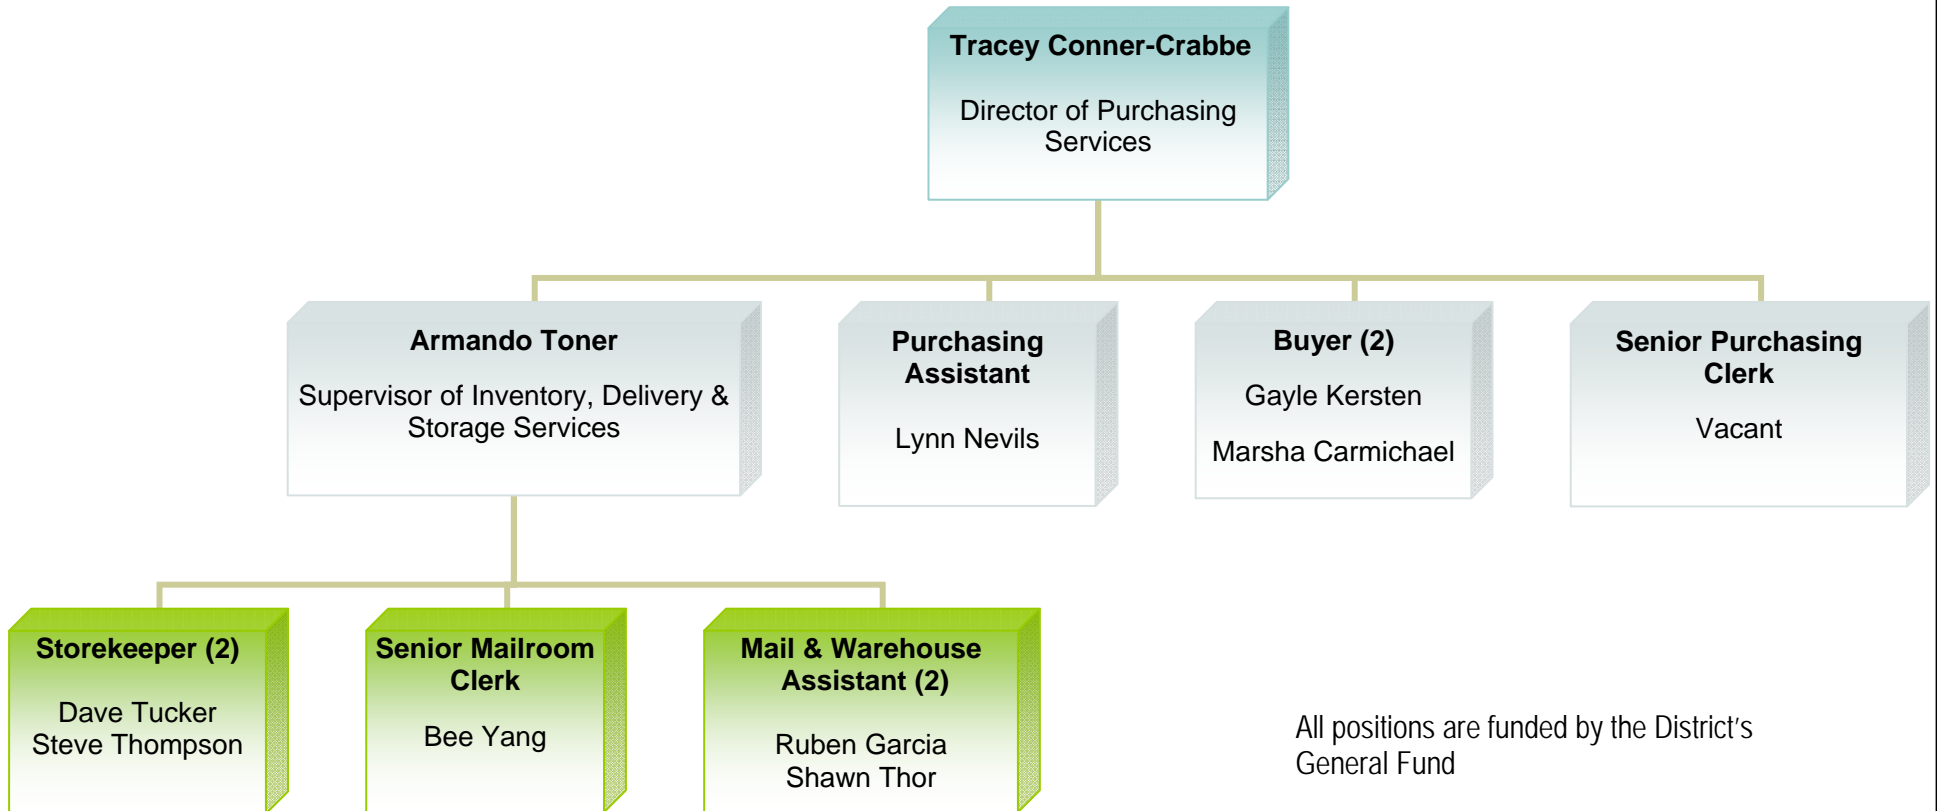 Tracey Conner-Crabbe
Director of Purchasing
Services
Armando Toner
Supervisor of Inventory, Delivery &
Storage Services
Purchasing
Assistant
Lynn Nevils
Buyer (2)
Gayle Kersten
Marsha Carmichael
Senior Purchasing
Clerk
Vacant
Storekeeper (2)
Dave Tucker
Steve Thompson
Senior Mailroom
Clerk
Bee Yang
Mail & Warehouse
Assistant (2)
Ruben Garcia
Shawn Thor
All positions are funded by the District's
General Fund